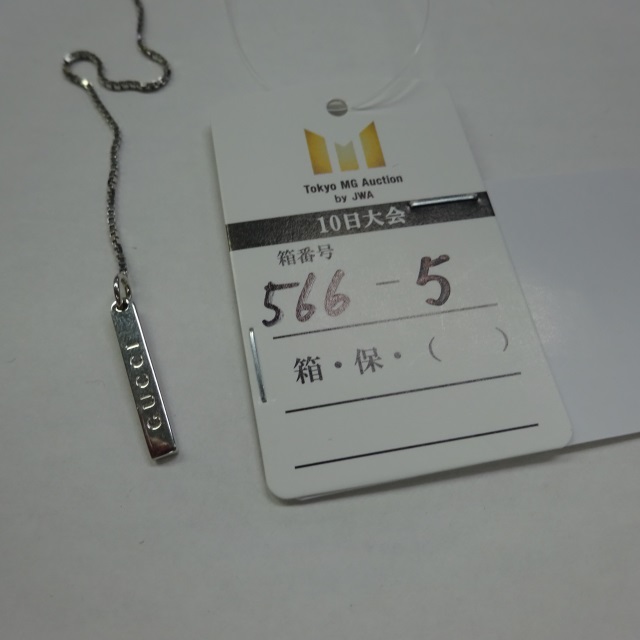 GUCCI
Tokyo MG Auction
by JWA
10日大会
箱番号
566-5
箱・保・（　　）